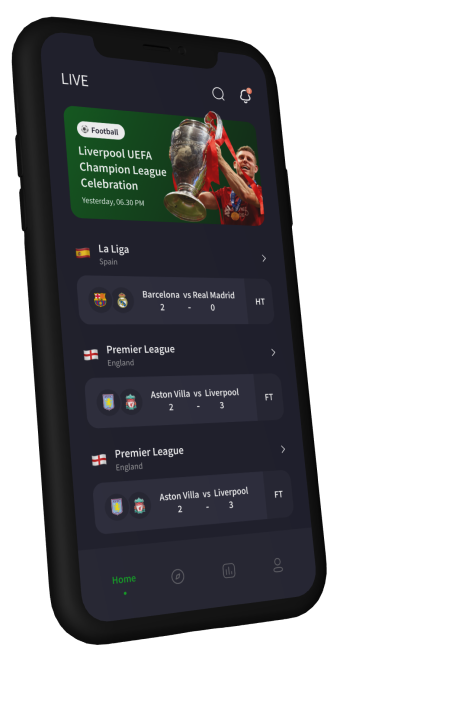 LIVE
Football
Liverpool UEFA
Champion League
Celebration
Yesterday, 06.30 PM
La Liga
Spain
Barcelona vs Real Madrid
2 - 0
HT
Premier League
England
Aston Villa vs Liverpool
2 - 3
FT
Premier League
England
Aston Villa vs Liverpool
2 - 3
FT
Home